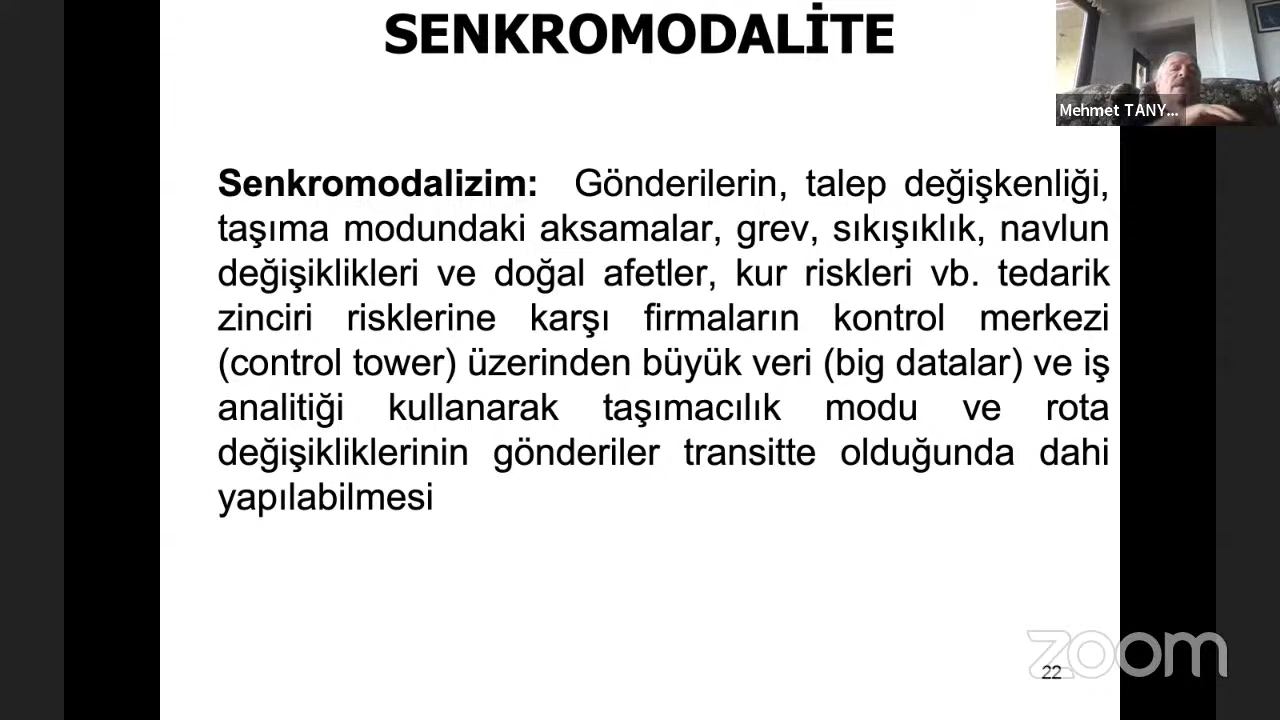 SENKROMODALİTE
Mehmet TANY...
Senkromodalizim: Gönderilerin, talep değişkenliği,
taşıma modundaki aksamalar, grev, sıkışıklık, navlun
değişiklikleri ve doğal afetler, kur riskleri vb. tedarik
zinciri risklerine karşı firmaların kontrol merkezi
(control tower) üzerinden büyük veri (big datalar) ve iş
analitiği kullanarak taşımacılık modu ve rota
değişikliklerinin gönderiler transitte olduğunda dahi
yapılabilmesi
zoom
22